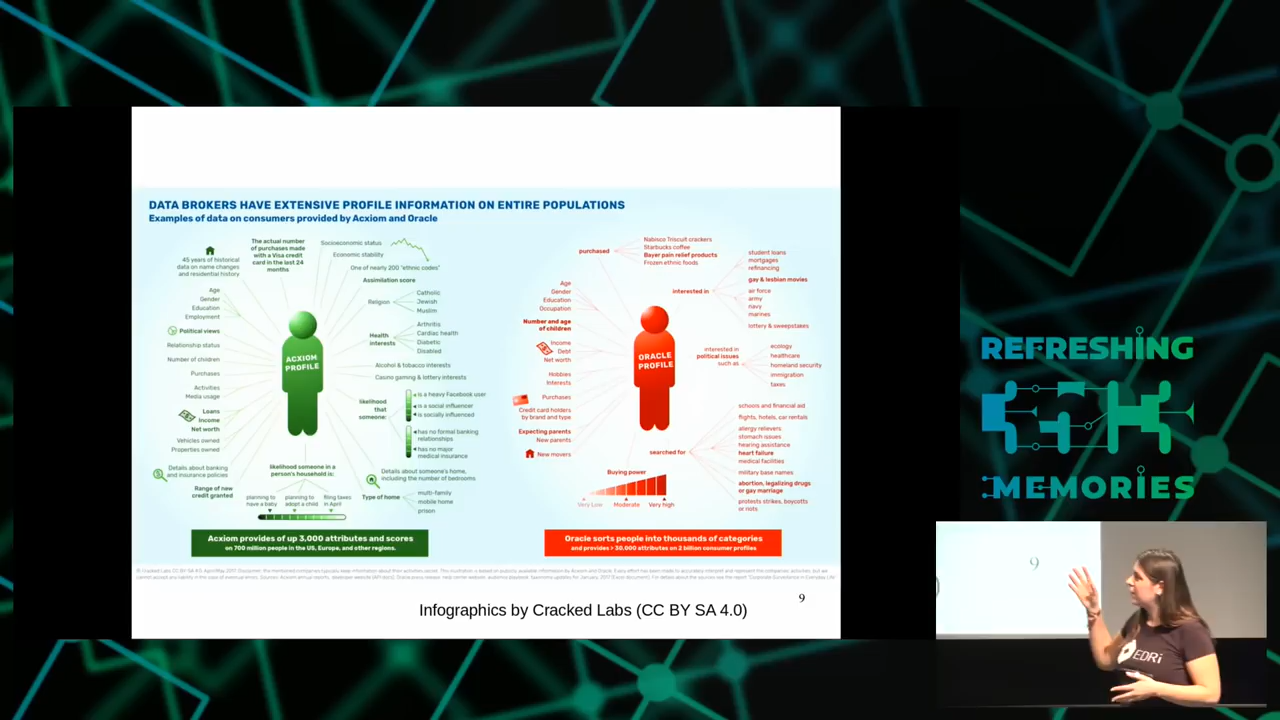 DATA BROKERS HAVE EXTENSIVE PROFILE INFORMATION ON ENTIRE POPULATIONS
Examples of data on consumers provided by Acxiom and Oracle
45 years of historical
data on name changes
and residential history
The actual number
of purchases made
with a Visa credit
card in the last 24
months
Socioeconomic status
Economic stability
One of nearly 200 "ethnic codes"
Assimilation score
Age
Gender
Education
Employment
Political views
Relationship status
Number of children
Purchases
Activities
Media usage
Loans
Income
Net worth
Vehicles owned
Properties owned
Details about banking
and insurance policies
Range of new
credit granted
ACXIOM
PROFILE
Religion
Catholic
Jewish
Muslim
Health
interests
Arthritis
Cardiac health
Diabetic
Disabled
Alcohol & tobacco interests
Casino gaming & lottery interests
likelihood
that
someone:
is a heavy Facebook user
is a social influencer
is socially influenced
has no formal banking
relationships
has no major
medical insurance
Details about someone's home,
including the number of bedrooms
Type of home
multi-family
mobile home
prison
likelihood someone in a
person's household is:
planning to
have a baby
planning to
adopt a child
filing taxes
in April
Acxiom provides of up 3,000 attributes and scores
on 700 million people in the US, Europe, and other regions.
purchased
Nabisco Triscuit crackers
Starbucks coffee
Bayer pain relief products
Frozen ethnic foods
Age
Gender
Education
Occupation
Number and age
of children
Income
Debt
Net worth
Hobbies
Interests
Purchases
Credit card holders
by brand and type
Expecting parents
New parents
New movers
ORACLE
PROFILE
interested in
student loans
mortgages
refinancing
gay & lesbian movies
air force
army
navy
marines
lottery & sweepstakes
interested in
political issues
such as
ecology
healthcare
homeland security
immigration
taxes
searched for
schools and financial aid
flights, hotels, car rentals
allergy relievers
stomach issues
hearing assistance
heart failure
medical facilities
military base names
abortion, legalizing drugs
or gay marriage
protests strikes, boycotts
or riots
Buying power
Very Low
Moderate
Very high
Oracle sorts people into thousands of categories
and provides > 30,000 attributes on 2 billion consumer profiles
Infographics by Cracked Labs (CC BY SA 4.0)
9
REFRESHING
MEMORIES
9
EDRi